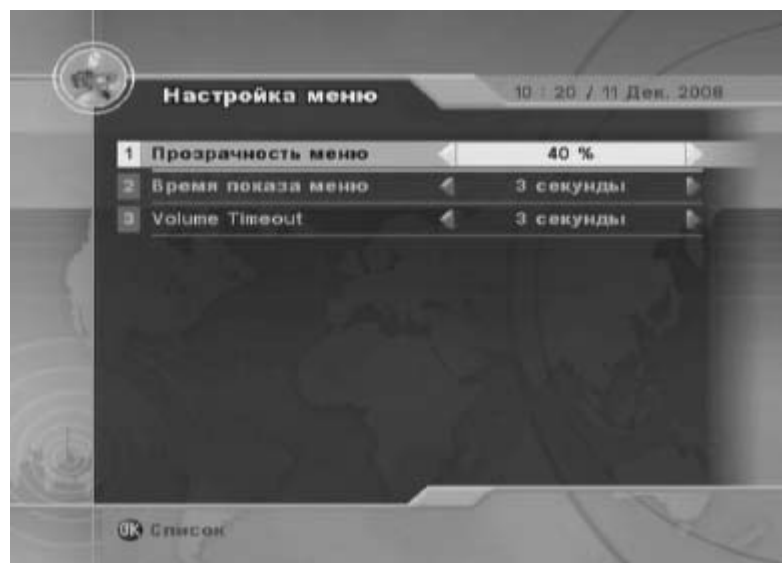 Настройка меню 10 : 20 / 11 Дек. 2008
1 Прозрачность меню 40 %
2 Время показа меню 3 секунды
3 Volume Timeout 3 секунды
OK Список